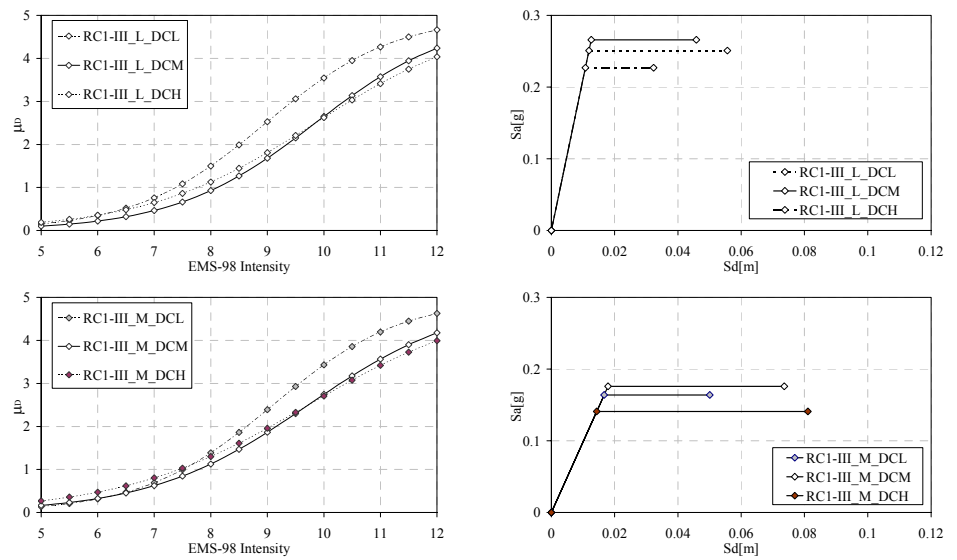 5
4
3
2
1
0
μD
RC1-III_L_DCL
RC1-III_L_DCM
RC1-III_L_DCH
5 6 7 8 9 10 11 12
EMS-98 Intensity
0.3
0.2
0.1
0
Sa[g]
RC1-III_L_DCL
RC1-III_L_DCM
RC1-III_L_DCH
0 0.02 0.04 0.06 0.08 0.1 0.12
Sd[m]
5
4
3
2
1
0
μD
RC1-III_M_DCL
RC1-III_M_DCM
RC1-III_M_DCH
5 6 7 8 9 10 11 12
EMS-98 Intensity
0.3
0.2
0.1
0
Sa[g]
RC1-III_M_DCL
RC1-III_M_DCM
RC1-III_M_DCH
0 0.02 0.04 0.06 0.08 0.1 0.12
Sd[m]